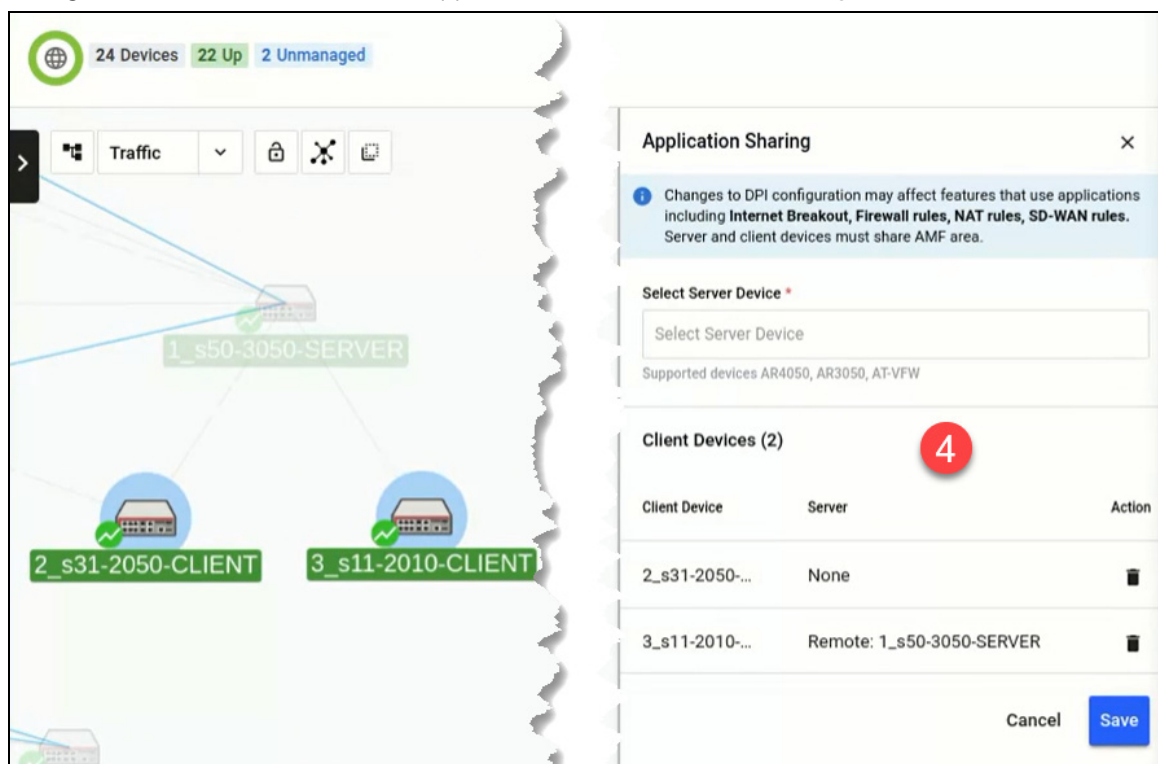 24 Devices 22 Up 2 Unmanaged
Traffic
1_s50-3050-SERVER
2_s31-2050-CLIENT
3_s11-2010-CLIENT
Application Sharing
Changes to DPI configuration may affect features that use applications
including Internet Breakout, Firewall rules, NAT rules, SD-WAN rules.
Server and client devices must share AMF area.
Select Server Device *
Select Server Device
Supported devices AR4050, AR3050, AT-VFW
Client Devices (2)
4
Client Device Server Action
2_s31-2050-... None
3_s11-2010-... Remote: 1_s50-3050-SERVER
Cancel Save